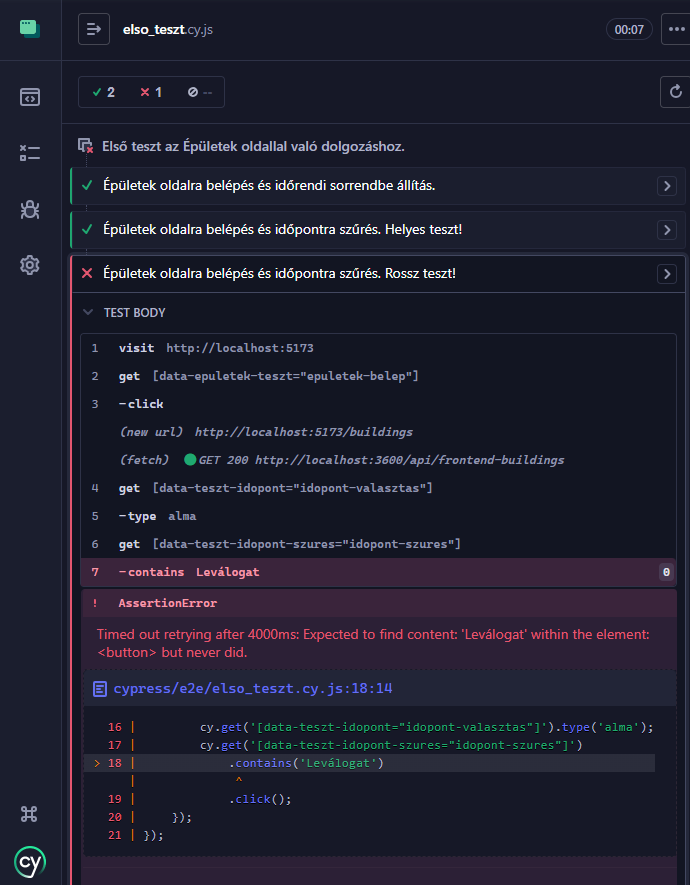 elso_teszt.cy.js 00:07
2 1 --
Első teszt az Épületek oldallal való dolgozáshoz.
Épületek oldalra belépés és időrendi sorrendbe állítás.
Épületek oldalra belépés és időpontra szűrés. Helyes teszt!
Épületek oldalra belépés és időpontra szűrés. Rossz teszt!
TEST BODY
1 visit http://localhost:5173
2 get [data-epuletek-teszt="epuletek-belep"]
3 -click
(new url) http://localhost:5173/buildings
(fetch) GET 200 http://localhost:3600/api/frontend-buildings
4 get [data-teszt-idopont="idopont-valasztas"]
5 -type alma
6 get [data-teszt-idopont-szures="idopont-szures"]
7 -contains Leválogat 0
! AssertionError
Timed out retrying after 4000ms: Expected to find content: 'Leválogat' within the element:
<button> but never did.
cypress/e2e/elso_teszt.cy.js:18:14
16 | cy.get('[data-teszt-idopont="idopont-valasztas"]').type('alma');
17 | cy.get('[data-teszt-idopont-szures="idopont-szures"]')
> 18 | .contains('Leválogat')
| ^
19 | .click();
20 | });
21 | });
cy